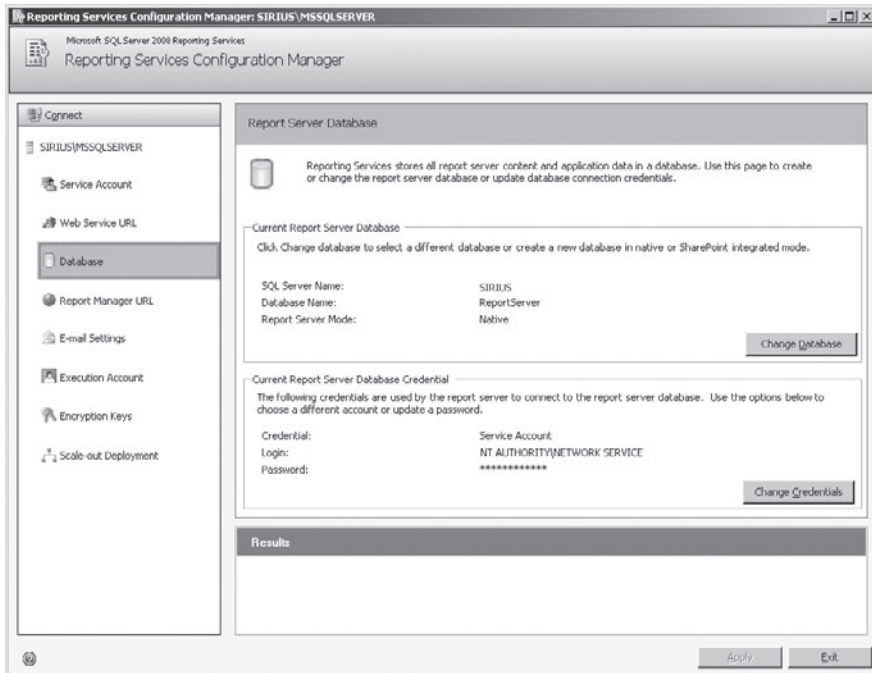 Reporting Services Configuration Manager: SIRIUS\MSSQLSERVER
Microsoft SQL Server 2008 Reporting Services
Reporting Services Configuration Manager
Connect
SIRIUS\MSSQLSERVER
Service Account
Web Service URL
Database
Report Manager URL
E-mail Settings
Execution Account
Encryption Keys
Scale-out Deployment
Report Server Database
Reporting Services stores all report server content and application data in a database. Use this page to create
or change the report server database or update database connection credentials.
Current Report Server Database
Click Change database to select a different database or create a new database in native or SharePoint integrated mode.
SQL Server Name: SIRIUS
Database Name: ReportServer
Report Server Mode: Native
Change Database
Current Report Server Database Credential
The following credentials are used by the report server to connect to the report server database. Use the options below to
choose a different account or update a password.
Credential: Service Account
Login: NT AUTHORITY\NETWORK SERVICE
Password: ************
Change Credentials
Results
Apply
Exit